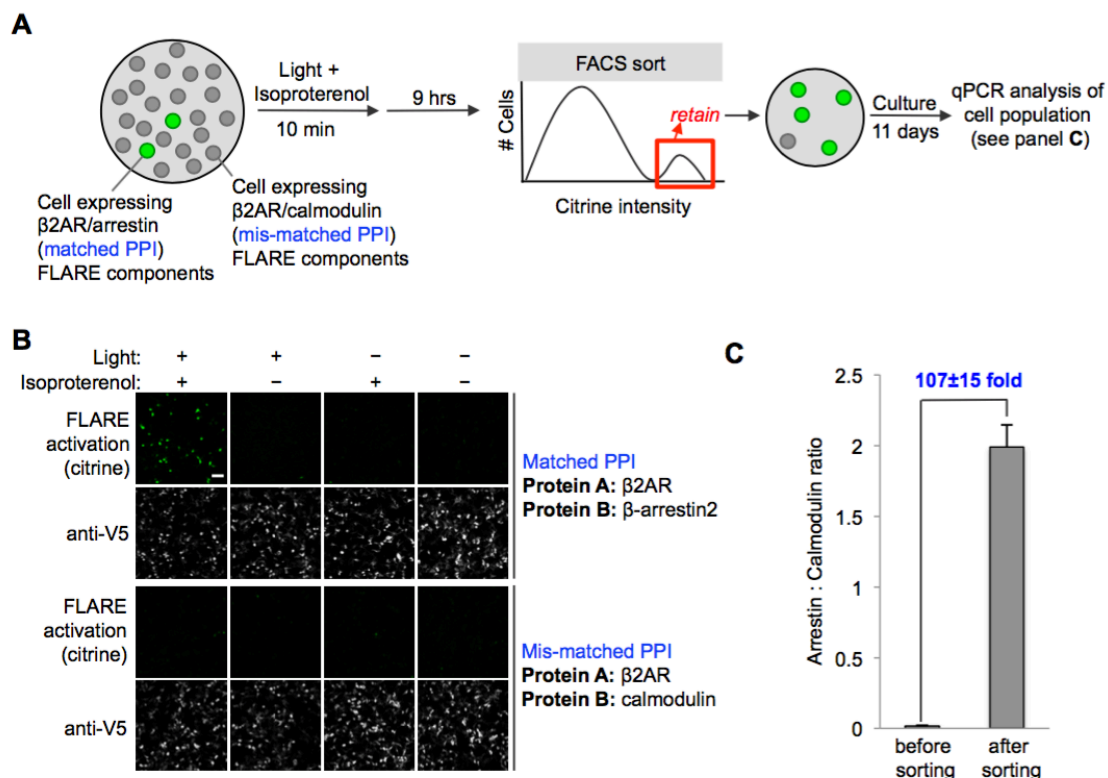 A
Light +
Isoproterenol
10 min
9 hrs
FACS sort
# Cells
retain
Citrine intensity
Culture
11 days
qPCR analysis of
cell population
(see panel C)
Cell expressing
β2AR/arrestin
(matched PPI)
FLARE components
Cell expressing
β2AR/calmodulin
(mis-matched PPI)
FLARE components
B
Light: + + – –
Isoproterenol: + – + –
FLARE
activation
(citrine)
anti-V5
Matched PPI
Protein A: β2AR
Protein B: β-arrestin2
FLARE
activation
(citrine)
anti-V5
Mis-matched PPI
Protein A: β2AR
Protein B: calmodulin
C
107±15 fold
Arrestin : Calmodulin ratio
2.5
2
1.5
1
0.5
0
before
sorting
after
sorting